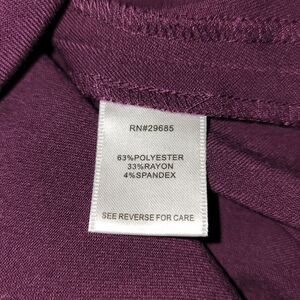 RN#29685
63%POLYESTER
33%RAYON
4%SPANDEX
SEE REVERSE FOR CARE